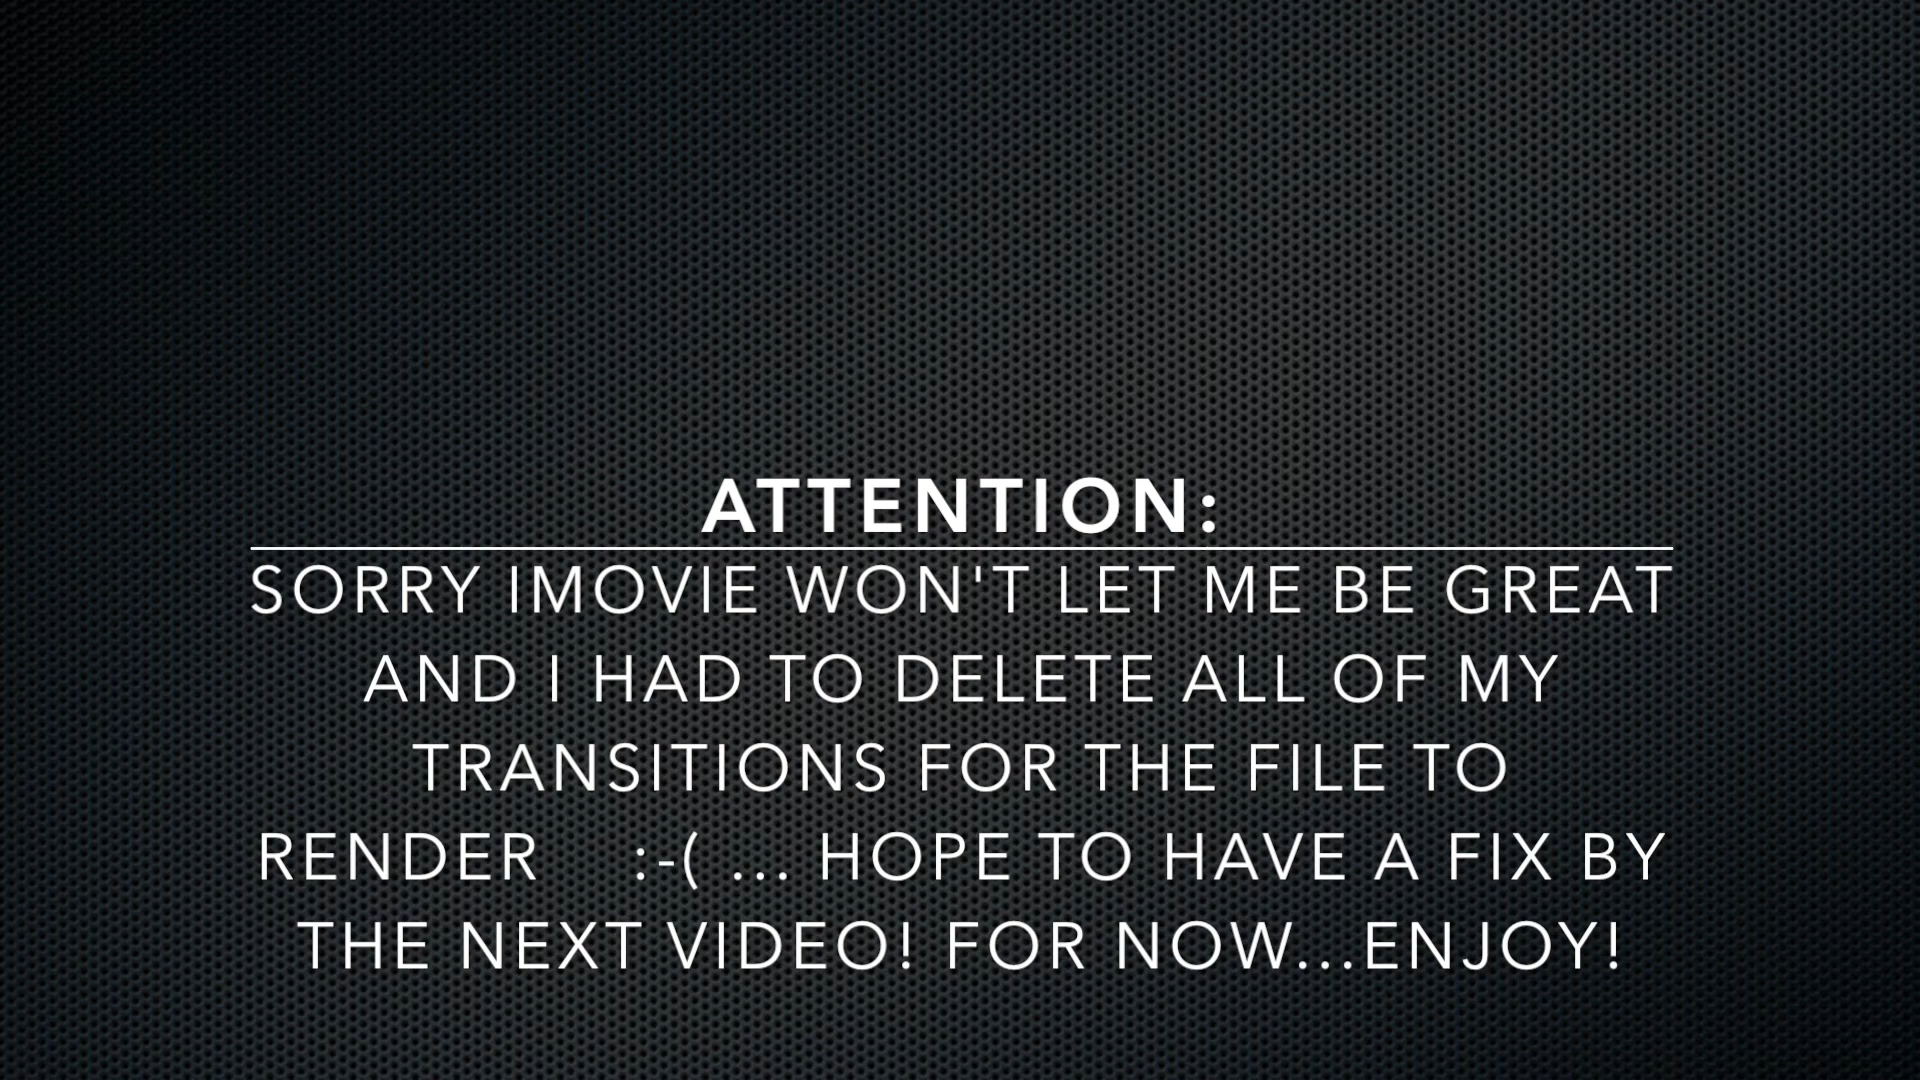 ATTENTION:
SORRY IMOVIE WON'T LET ME BE GREAT
AND I HAD TO DELETE ALL OF MY
TRANSITIONS FOR THE FILE TO
RENDER :-( ... HOPE TO HAVE A FIX BY
THE NEXT VIDEO! FOR NOW...ENJOY!